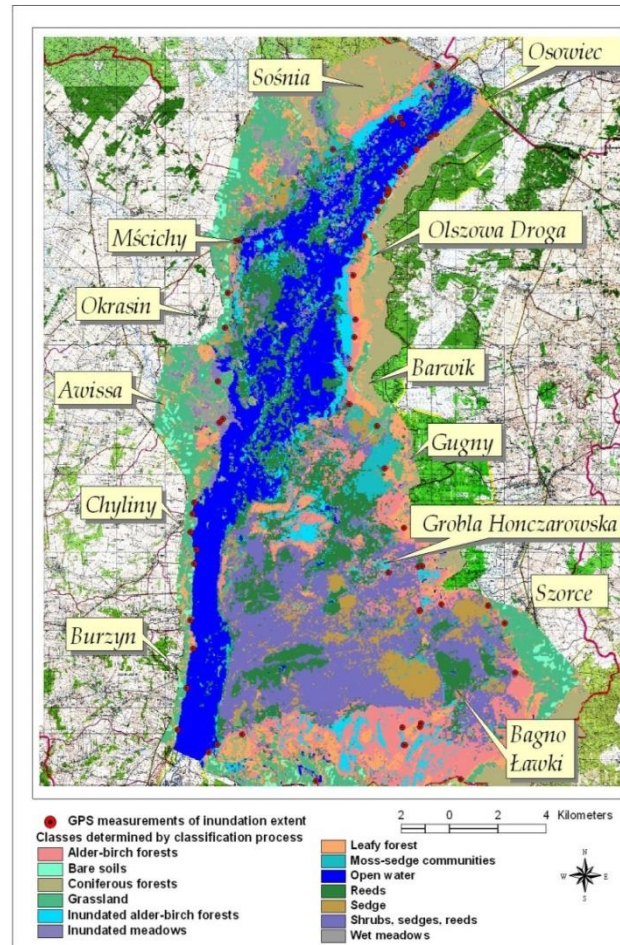 Osowiec
Sośnia
Mścichy
Olszowa Droga
Okrasin
Barwik
Awissa
Gugny
Chyliny
Grobla Honczarowska
Szorce
Burzyn
Bagno
Ławki
GPS measurements of inundation extent
Classes determined by classification process
Alder-birch forests
Bare soils
Coniferous forests
Grassland
Inundated alder-birch forests
Inundated meadows
2 0 2 4 Kilometers
Leafy forest
Moss-sedge communities
Open water
Reeds
Sedge
Shrubs, sedges, reeds
Wet meadows
N
W E
S